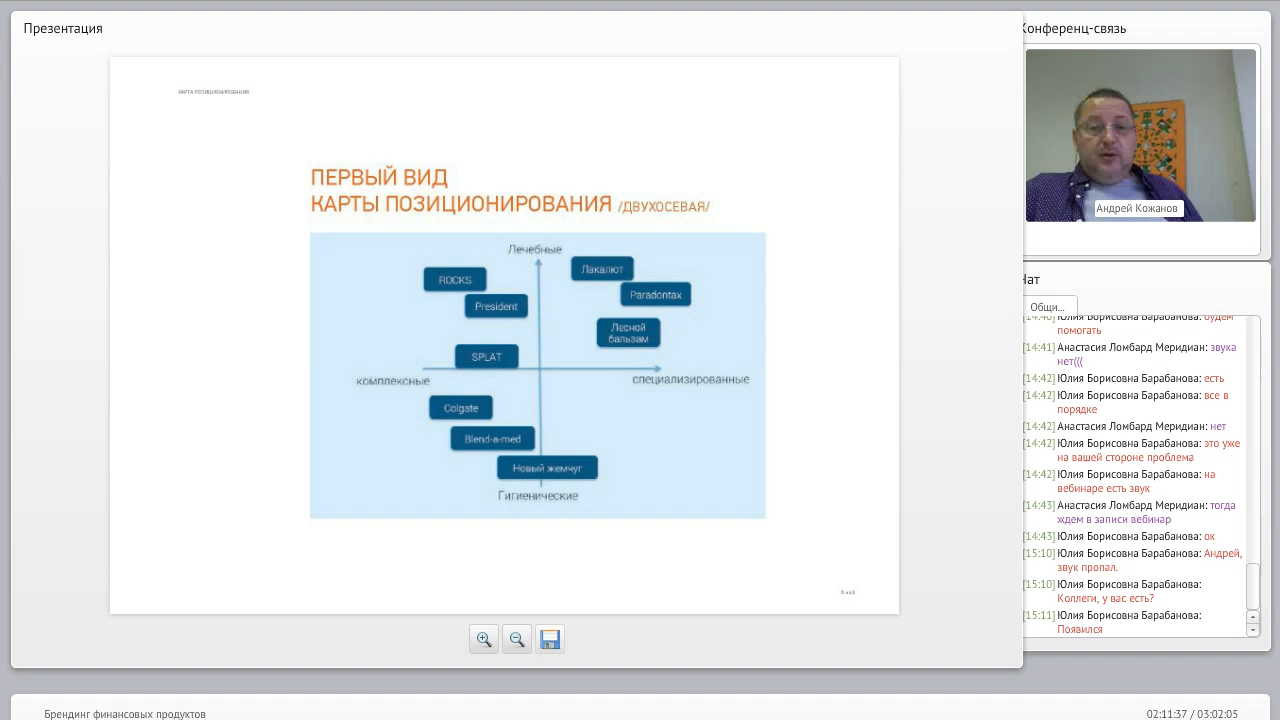 Презентация
КАРТА ПОЗИЦИОНИРОВАНИЯ
ПЕРВЫЙ ВИД
КАРТЫ ПОЗИЦИОНИРОВАНИЯ /ДВУХОСЕВАЯ/
Лечебные
ROCKS
Лакалют
President
Paradontax
Лесной
бальзам
SPLAT
комплексные
специализированные
Colgate
Blend-a-med
Новый жемчуг
Гигиенические
Конференц-связь
Андрей Кожанов
Чат
Общи...
[14:40] Юлия Борисовна Барабанова: будем
помогать
[14:41] Анастасия Ломбард Меридиан: звука
нет(((
[14:42] Юлия Борисовна Барабанова: есть
[14:42] Юлия Борисовна Барабанова: все в
порядке
[14:42] Анастасия Ломбард Меридиан: нет
[14:42] Юлия Борисовна Барабанова: это уже
на вашей стороне проблема
[14:42] Юлия Борисовна Барабанова: на
вебинаре есть звук
[14:43] Анастасия Ломбард Меридиан: тогда
ждем в записи вебинар
[14:43] Юлия Борисовна Барабанова: ок
[15:10] Юлия Борисовна Барабанова: Андрей,
звук пропал.
[15:10] Юлия Борисовна Барабанова:
Коллеги, у вас есть?
[15:11] Юлия Борисовна Барабанова:
Появился
Брендинг финансовых продуктов
02:11:37 / 03:02:05